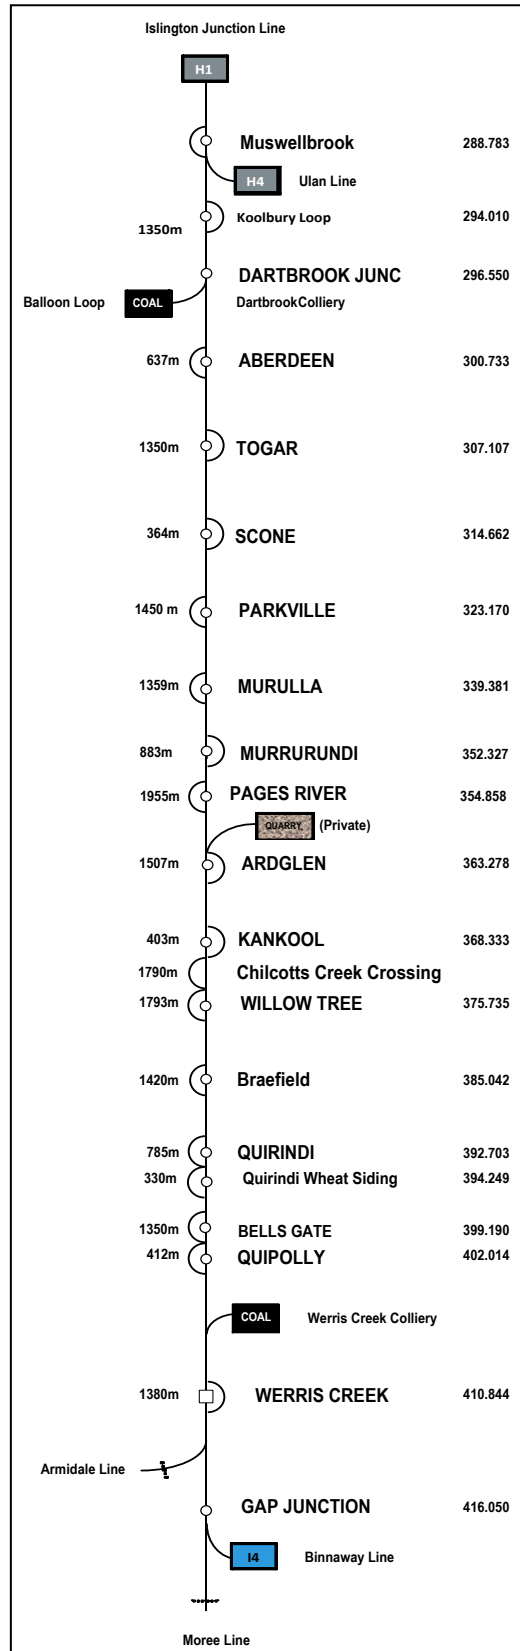 Islington Junction Line
H1
Muswellbrook 288.783
H4 Ulan Line
1350m Koolbury Loop 294.010
DARTBROOK JUNC 296.550
Balloon Loop COAL DartbrookColliery
637m ABERDEEN 300.733
1350m TOGAR 307.107
364m SCONE 314.662
1450 m PARKVILLE 323.170
1359m MURULLA 339.381
883m MURRURUNDI 352.327
1955m PAGES RIVER 354.858
QUARRY (Private)
1507m ARDGLEN 363.278
403m KANKOOL 368.333
1790m Chilcotts Creek Crossing
1793m WILLOW TREE 375.735
1420m Braefield 385.042
785m QUIRINDI 392.703
330m Quirindi Wheat Siding 394.249
1350m BELLS GATE 399.190
412m QUIPOLLY 402.014
COAL Werris Creek Colliery
1380m WERRIS CREEK 410.844
Armidale Line
GAP JUNCTION 416.050
I4 Binnaway Line
Moree Line